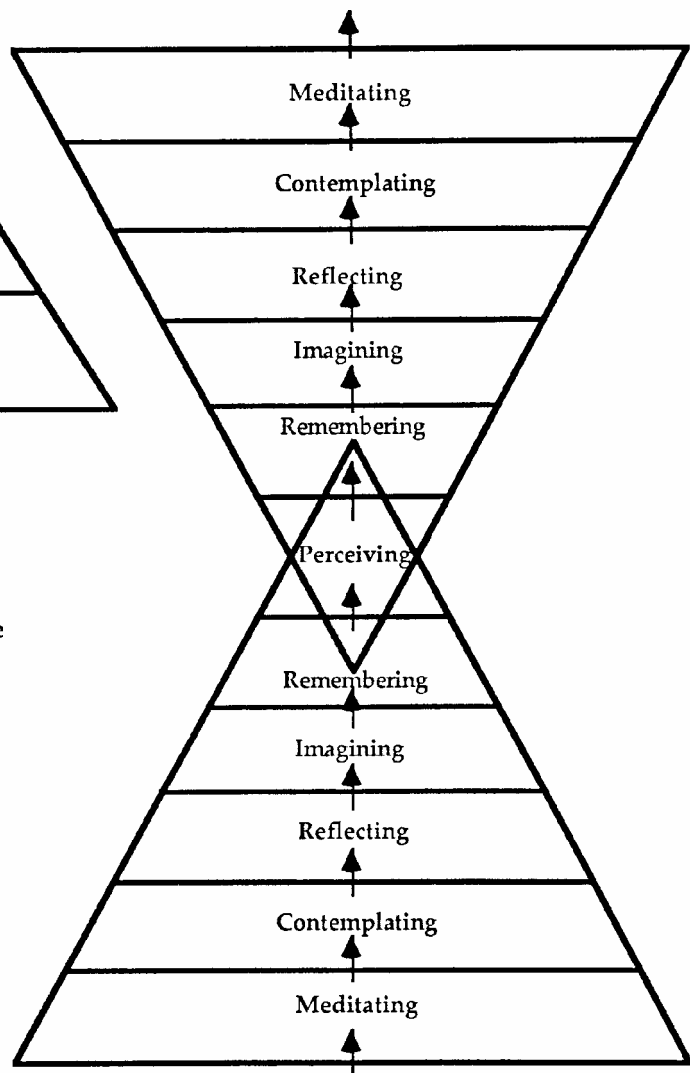 Meditating
Contemplating
Reflecting
Imagining
Remembering
Perceiving
e
Remembering
Imagining
Reflecting
Contemplating
Meditating